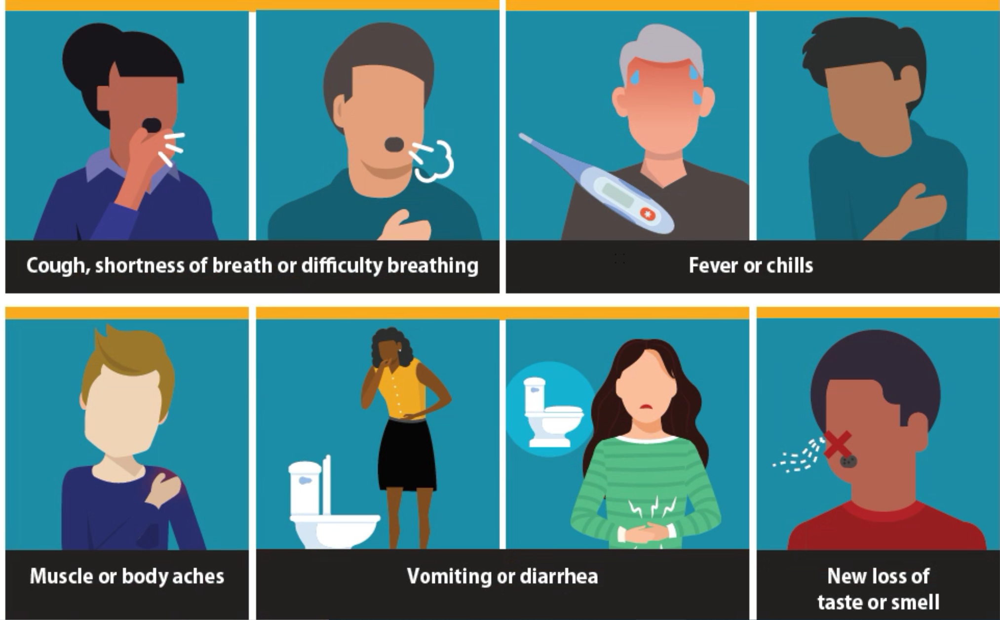 Cough, shortness of breath or difficulty breathing
Fever or chills
Muscle or body aches
Vomiting or diarrhea
New loss of
taste or smell